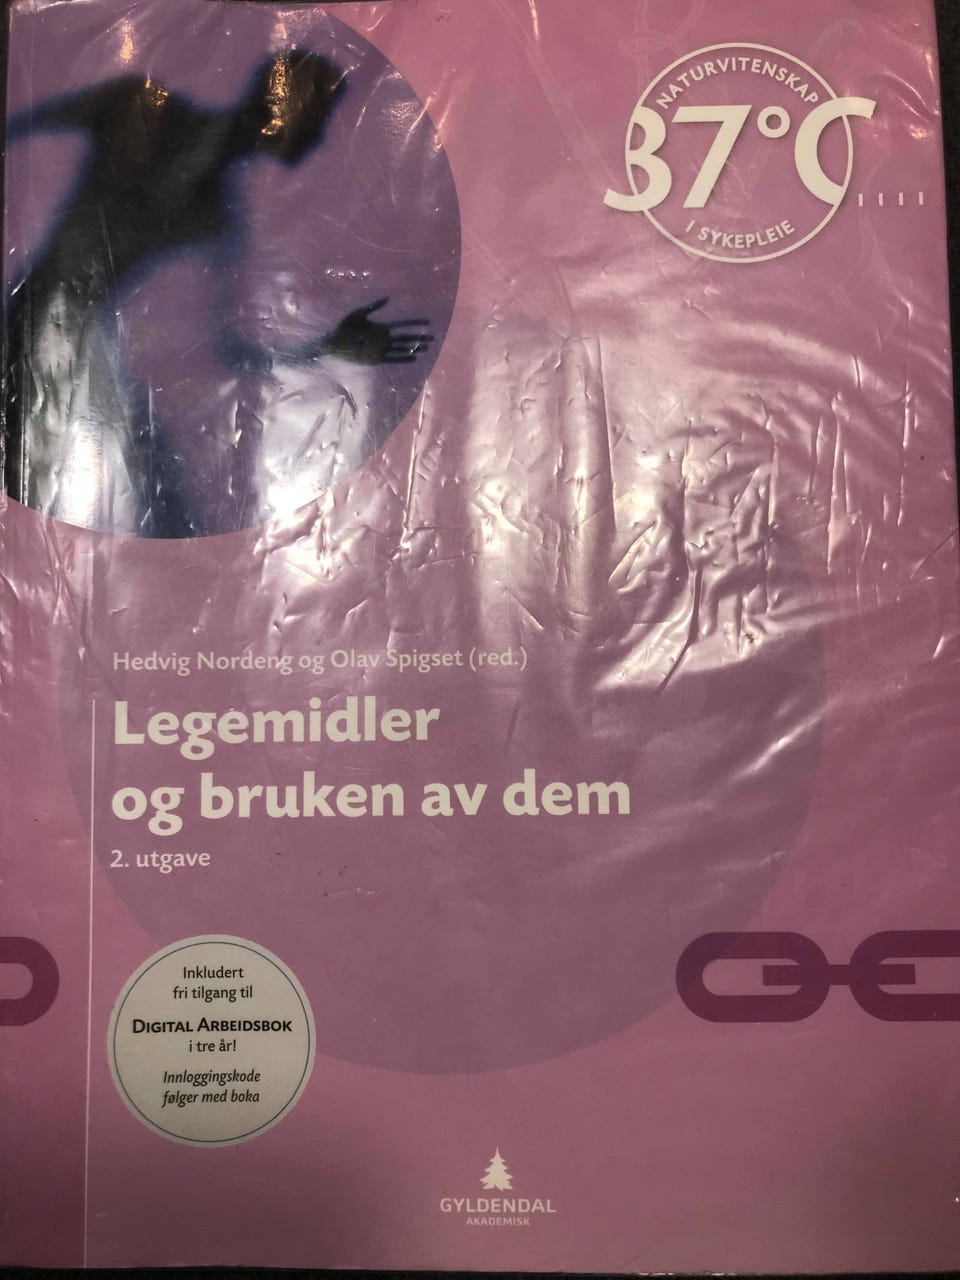 NATURVITENSKAP
37°C
I SYKEPLEIE
Hedvig Nordeng og Olav Spigset (red.)
Legemidler
og bruken av dem
2. utgave
Inkludert
fri tilgang til
DIGITAL ARBEIDSBOK
i tre år!
Innloggingskode
følger med boka
GYLDENDAL
AKADEMISK